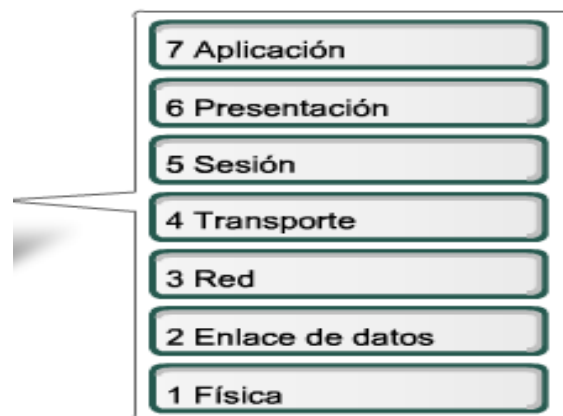 7 Aplicación
6 Presentación
5 Sesión
4 Transporte
3 Red
2 Enlace de datos
1 Física